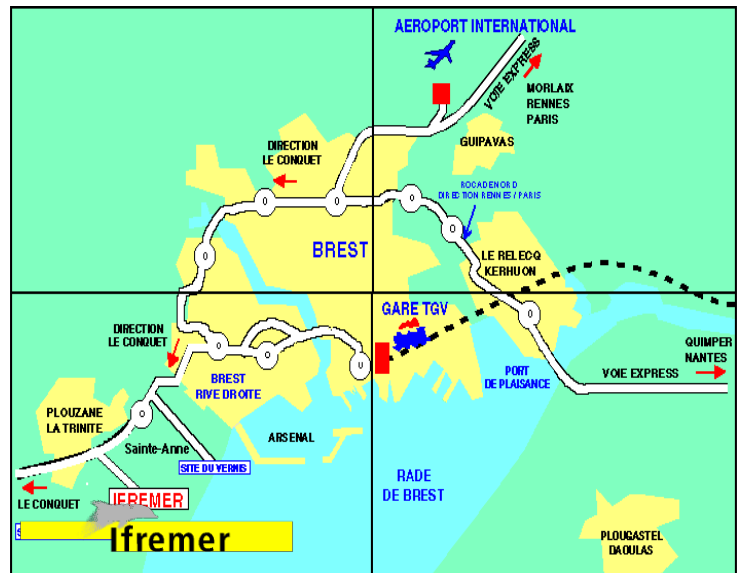 AEROPORT INTERNATIONAL
VOIE EXPRESS
MORLAIX
RENNES
PARIS
GUIPAVAS
DIRECTION
LE CONQUET
ROCADE NORD
DIRECTION RENNES / PARIS
BREST
LE RELECQ
KERHUON
GARE TGV
DIRECTION
LE CONQUET
QUIMPER
NANTES
VOIE EXPRESS
PORT
DE PLAISANCE
BREST
RIVE DROITE
PLOUZANE
LA TRINITE
Sainte-Anne
ARSENAL
SITE DU VERNIS
RADE
DE BREST
IFREMER
LE CONQUET
Ifremer
PLOUGASTEL
DAOULAS